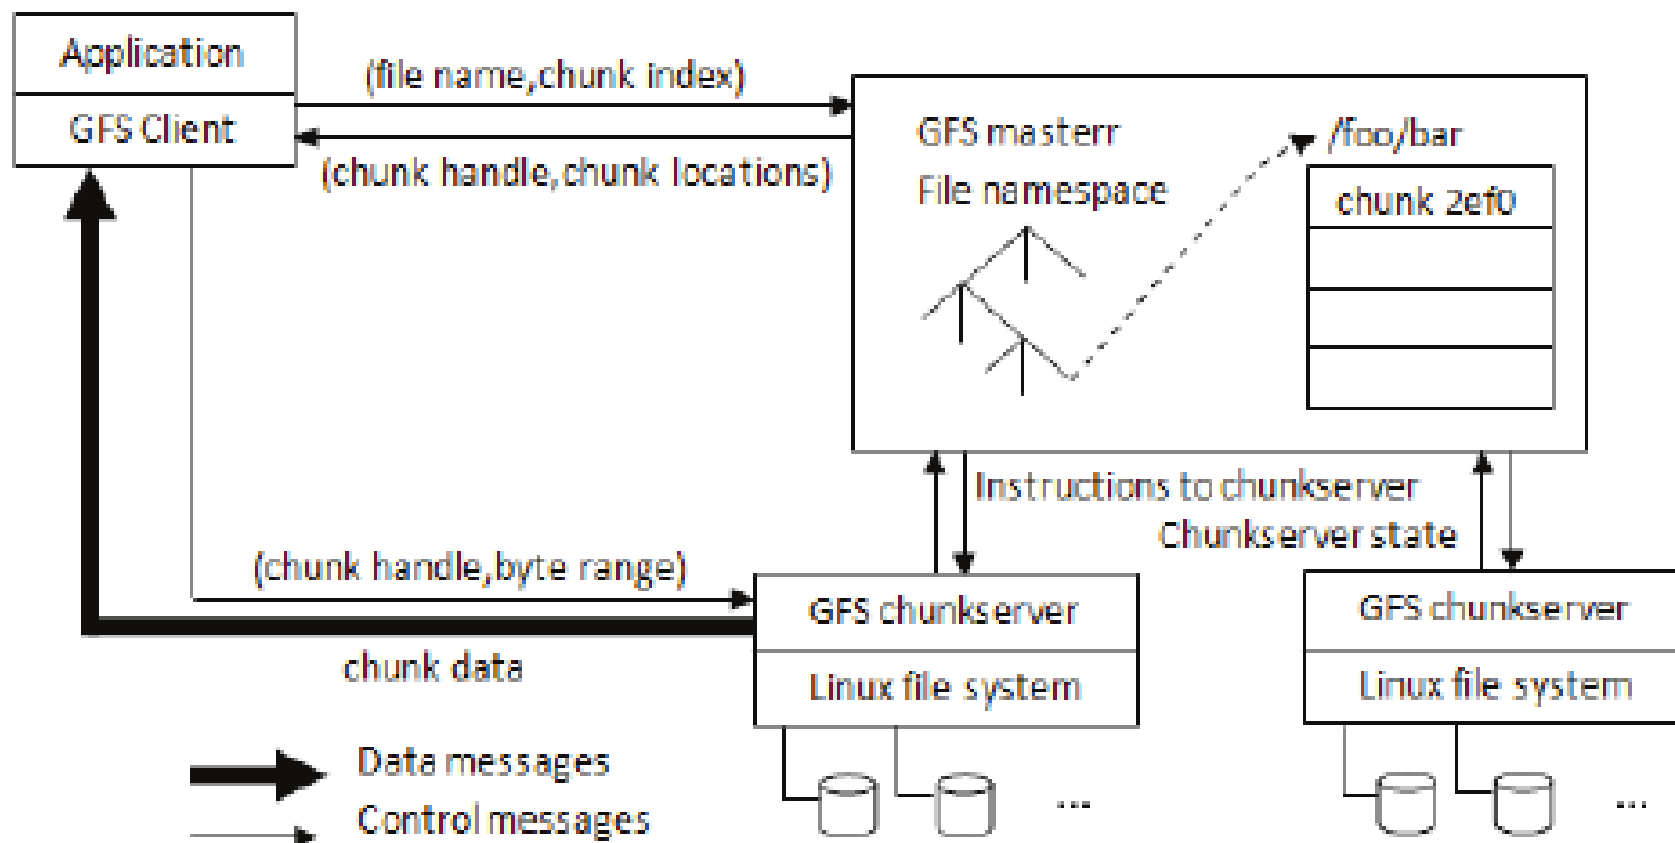 Application
GFS Client
(file name,chunk index)
(chunk handle,chunk locations)
GFS masterr
File namespace
/foo/bar
chunk 2ef0
Instructions to chunkserver
Chunkserver state
(chunk handle,byte range)
chunk data
GFS chunkserver
Linux file system
...
GFS chunkserver
Linux file system
...
Data messages
Control messages